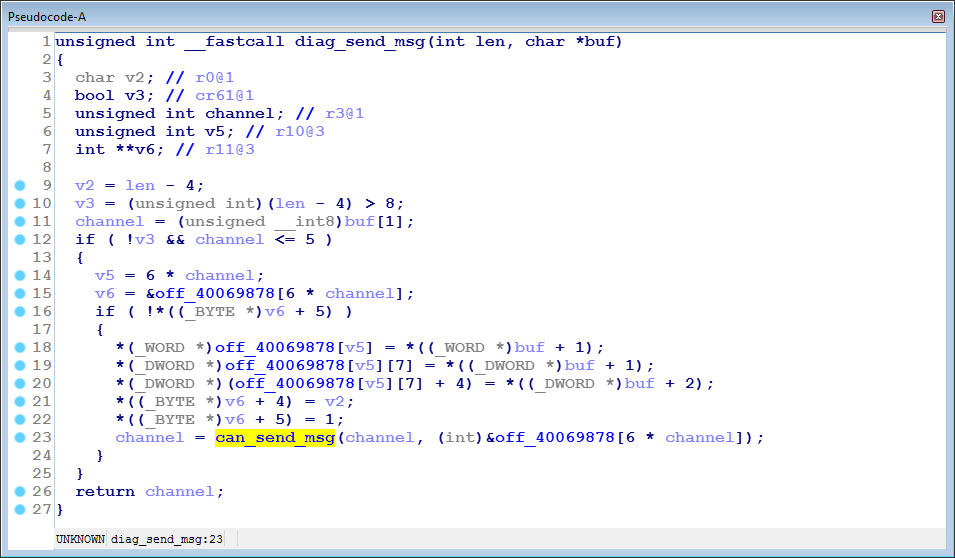 Pseudocode-A
1 unsigned int __fastcall diag_send_msg(int len, char *buf)
2 {
3   char v2; // r0@1
4   bool v3; // cr61@1
5   unsigned int channel; // r3@1
6   unsigned int v5; // r10@3
7   int **v6; // r11@3
8
9   v2 = len - 4;
10   v3 = (unsigned int)(len - 4) > 8;
11   channel = (unsigned __int8)buf[1];
12   if ( !v3 && channel <= 5 )
13   {
14     v5 = 6 * channel;
15     v6 = &off_40069878[6 * channel];
16     if ( !*((_BYTE *)v6 + 5) )
17     {
18       *(_WORD *)off_40069878[v5] = *((_WORD *)buf + 1);
19       *(_DWORD *)off_40069878[v5][7] = *((_DWORD *)buf + 1);
20       *(_DWORD *)(off_40069878[v5][7] + 4) = *((_DWORD *)buf + 2);
21       *((_BYTE *)v6 + 4) = v2;
22       *((_BYTE *)v6 + 5) = 1;
23       channel = can_send_msg(channel, (int)&off_40069878[6 * channel]);
24     }
25   }
26   return channel;
27 }
UNKNOWN diag_send_msg:23